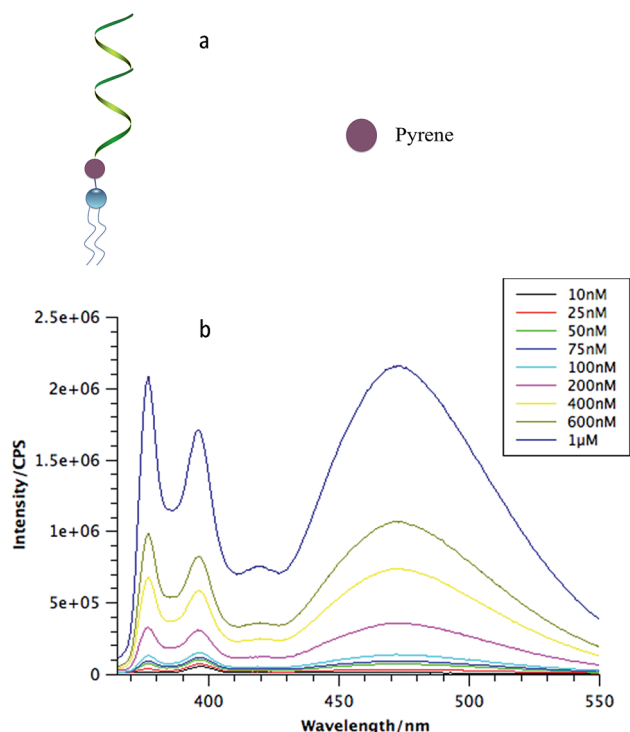 a
Pyrene
b
10nM
25nM
50nM
75nM
100nM
200nM
400nM
600nM
1µM
2.5e+06
2e+06
1.5e+06
1e+06
5e+05
0
Intensity/CPS
400
450
500
550
Wavelength/nm